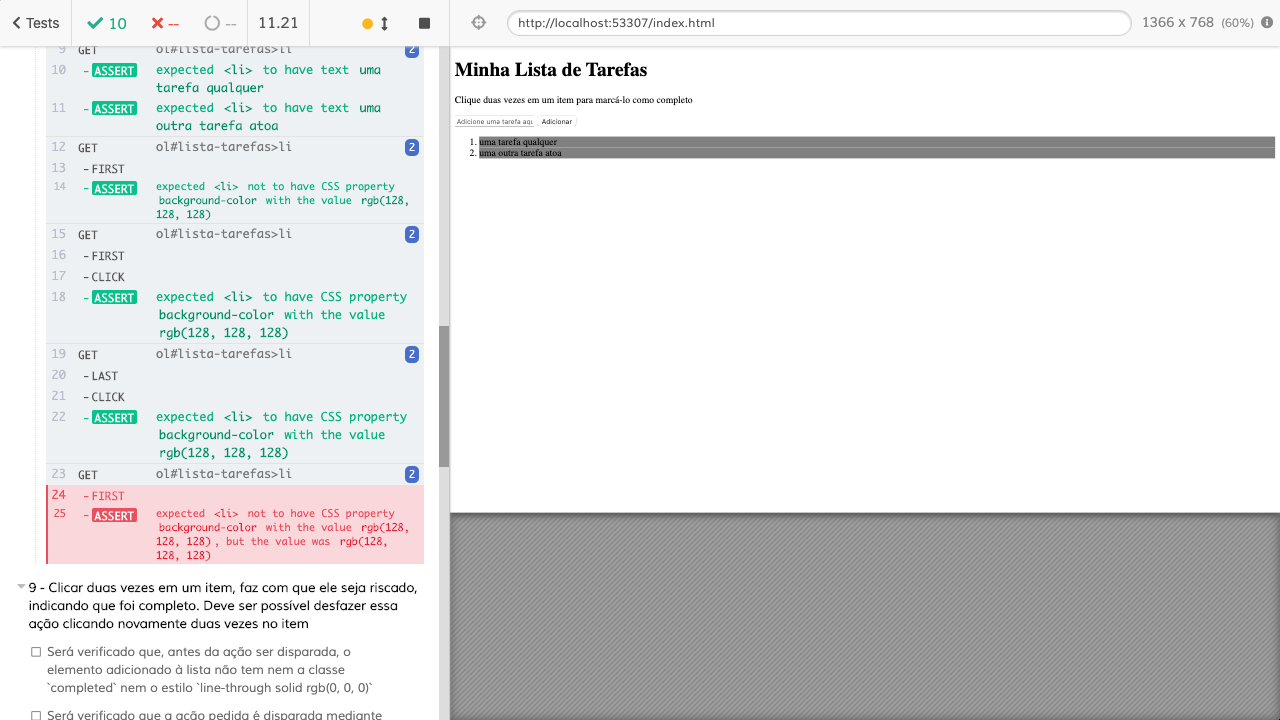 Tests
10
--
--
11.21
http://localhost:53307/index.html
1366 x 768 (60%)
9 GET ol#lista-tarefas>li 2
10 -ASSERT expected <li> to have text uma
tarefa qualquer
11 -ASSERT expected <li> to have text uma
outra tarefa atoa
12 GET ol#lista-tarefas>li 2
13 -FIRST
14 -ASSERT expected <li> not to have CSS property
background-color with the value rgb(128,
128, 128)
15 GET ol#lista-tarefas>li 2
16 -FIRST
17 -CLICK
18 -ASSERT expected <li> to have CSS property
background-color with the value
rgb(128, 128, 128)
19 GET ol#lista-tarefas>li 2
20 -LAST
21 -CLICK
22 -ASSERT expected <li> to have CSS property
background-color with the value
rgb(128, 128, 128)
23 GET ol#lista-tarefas>li 2
24 -FIRST
25 -ASSERT expected <li> not to have CSS property
background-color with the value rgb(128,
128, 128), but the value was rgb(128,
128, 128)
9 - Clicar duas vezes em um item, faz com que ele seja riscado,
indicando que foi completo. Deve ser possível desfazer essa
ação clicando novamente duas vezes no item
Será verificado que, antes da ação ser disparada, o
elemento adicionado à lista não tem nem a classe
`completed` nem o estilo `line-through solid rgb(0, 0, 0)`
Será verificado que a ação pedida é disparada mediante
Minha Lista de Tarefas
Clique duas vezes em um item para marcá-lo como completo
Adicione uma tarefa aqu Adicionar
1. uma tarefa qualquer
2. uma outra tarefa atoa